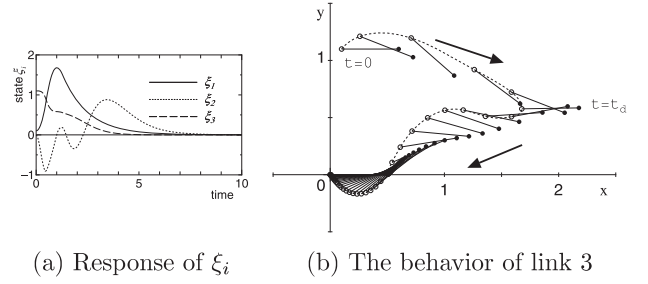 state ξi
2
1
0
−1
0
5
10
time
ξ1
ξ2
ξ3
y
1
0
1
2
x
t=0
t=td
(a) Response of ξi
(b) The behavior of link 3